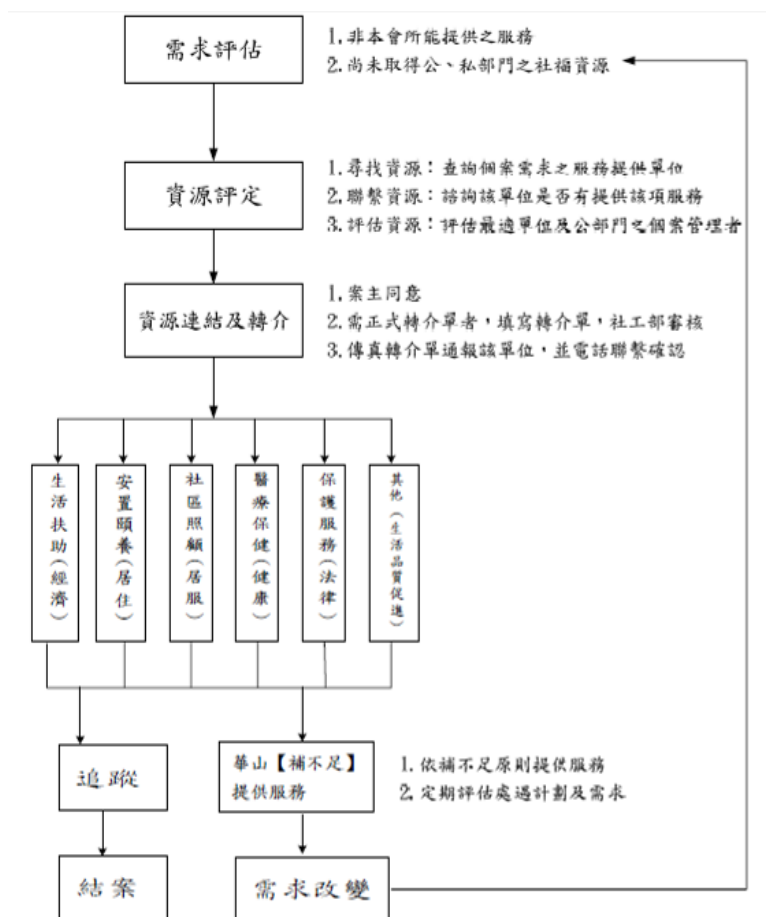 需求評估
1.非本會所能提供之服務
2.尚未取得公、私部門之社福資源
資源評定
1.尋找資源：查詢個案需求之服務提供單位
2.聯繫資源：諮詢該單位是否有提供該項服務
3.評估資源：評估最適單位及公部門之個案管理者
資源連結及轉介
1.案主同意
2.需正式轉介單者，填寫轉介單，社工部審核
3.傳真轉介單通報該單位，並電話聯繫確認
生活扶助(經濟)
安置頤養(居住)
社區照顧(居服)
醫療保健(健康)
保護服務(法律)
其他(生活品質促進)
追蹤
華山【補不足】
提供服務
1.依補不足原則提供服務
2.定期評估處遇計劃及需求
結案
需求改變